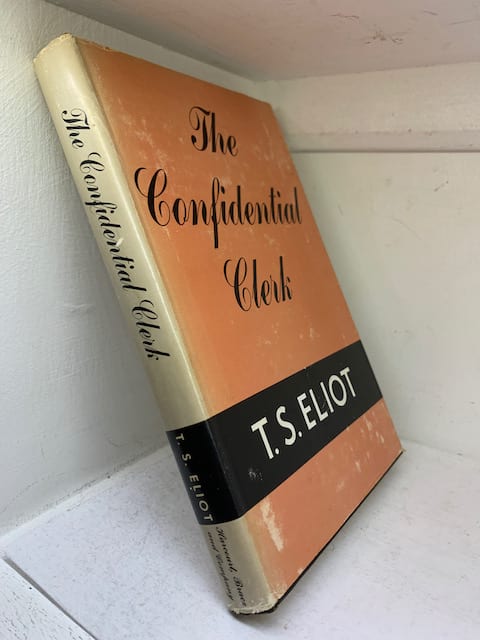 The Confidential Clerk
T. S. ELIOT
Harcourt, Brace
and Company
The
Confidential
Clerk
T.S. ELIOT